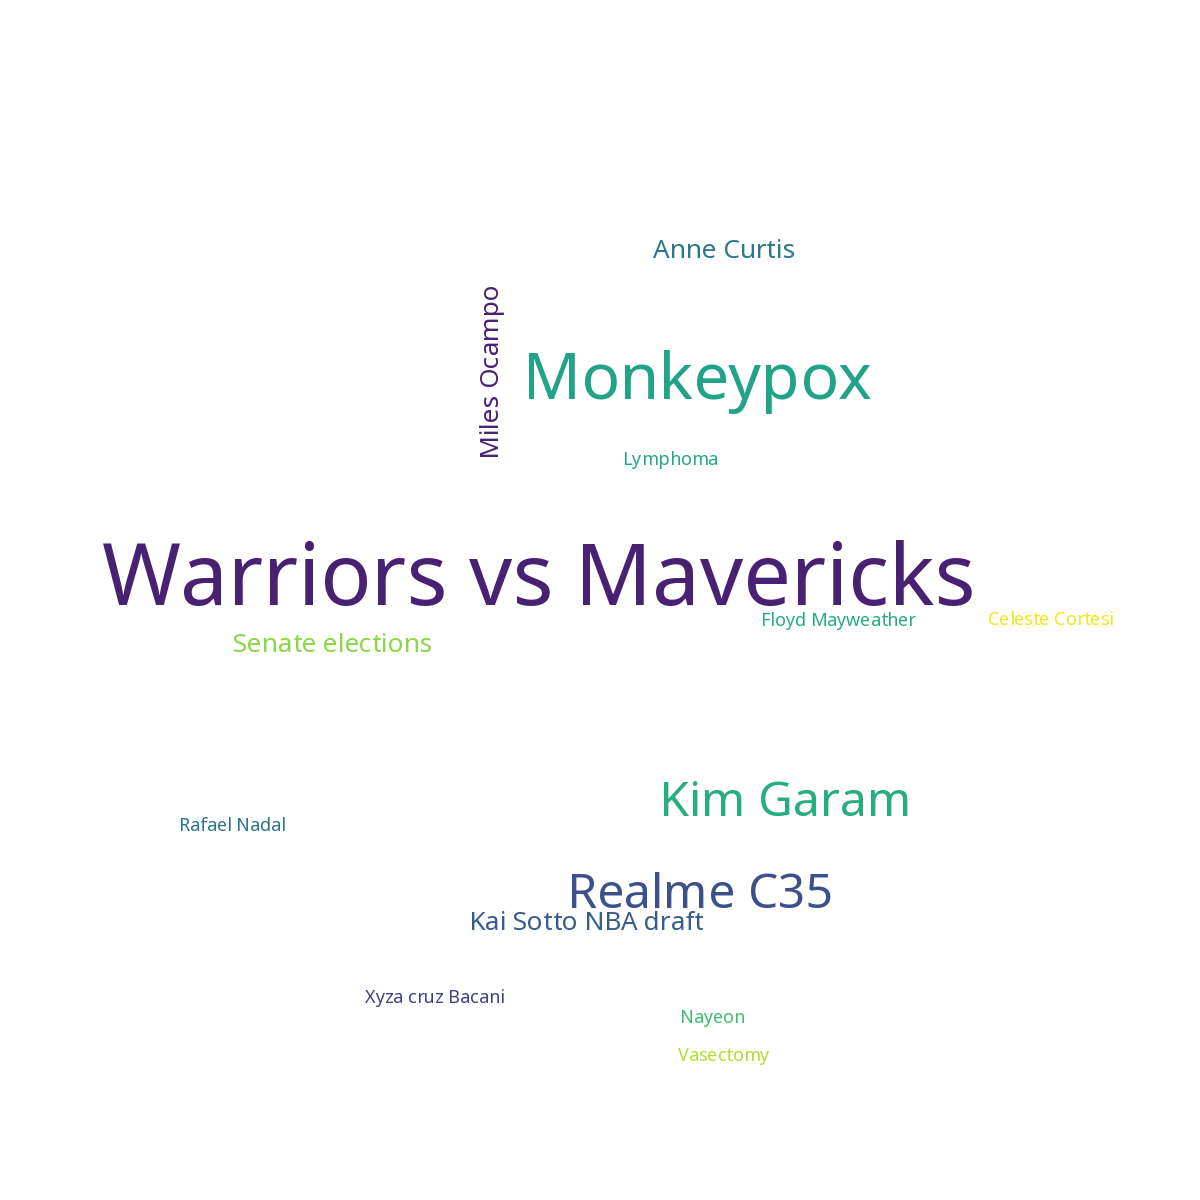 Anne Curtis
Miles Ocampo
Monkeypox
Lymphoma
Warriors vs Mavericks
Floyd Mayweather
Celeste Cortesi
Senate elections
Kim Garam
Rafael Nadal
Realme C35
Kai Sotto NBA draft
Xyza cruz Bacani
Nayeon
Vasectomy